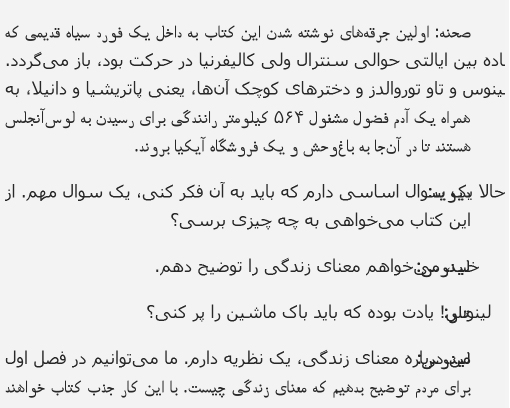 صحنه: اولین جرقه‌های نوشته شدن این کتاب به داخل یک فورد سیاه قدیمی که
اده بین ایالتی حوالی سنترال ولی کالیفرنیا در حرکت بود، باز می‌گردد.
ینوس و تاو توروالدز و دخترهای کوچک آن‌ها، یعنی پاتریشیا و دانیلا، به
همراه یک آدم فضول مشغول ۵۶۴ کیلومتر رانندگی برای رسیدن به لوس‌آنجلس
هستند تا در آن‌جا به باغ‌وحش و یک فروشگاه آیکیا بروند.
حالا یک سوال اساسی دارم که باید به آن فکر کنی، یک سوال مهم. از
این کتاب می‌خواهی به چه چیزی برسی؟
خب، می‌خواهم معنای زندگی را توضیح دهم.
لینوس! یادت بوده که باید باک ماشین را پر کنی؟
درباره معنای زندگی، یک نظریه دارم. ما می‌توانیم در فصل اول
برای مردم توضیح بدهیم که معنای زندگی چیست. با این کار جذب کتاب خواهند